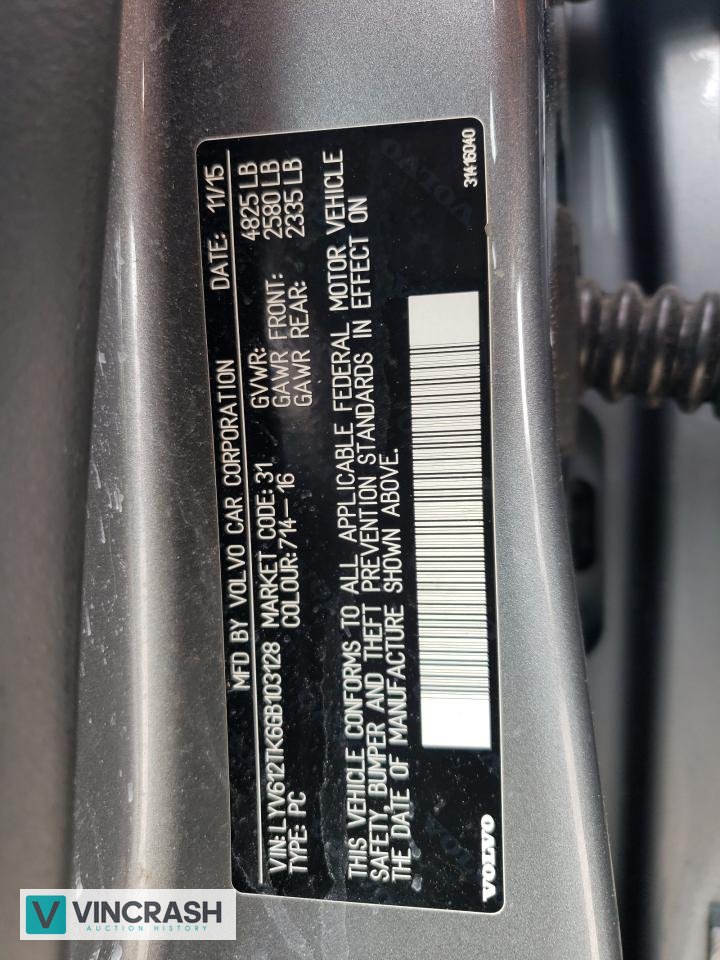 MFD BY VOLVO CAR CORPORATION DATE: 11/15
VIN: LYV612TK6GB103128 MARKET CODE: 31 GVWR: 4825 LB
TYPE: PC COLOUR: 714-16 GAWR FRONT: 2580 LB
GAWR REAR: 2335 LB
THIS VEHICLE CONFORMS TO ALL APPLICABLE FEDERAL MOTOR VEHICLE
SAFETY, BUMPER AND THEFT PREVENTION STANDARDS IN EFFECT ON
THE DATE OF MANUFACTURE SHOWN ABOVE.
VOLVO 31416040
V VINCRASH
AUCTION HISTORY